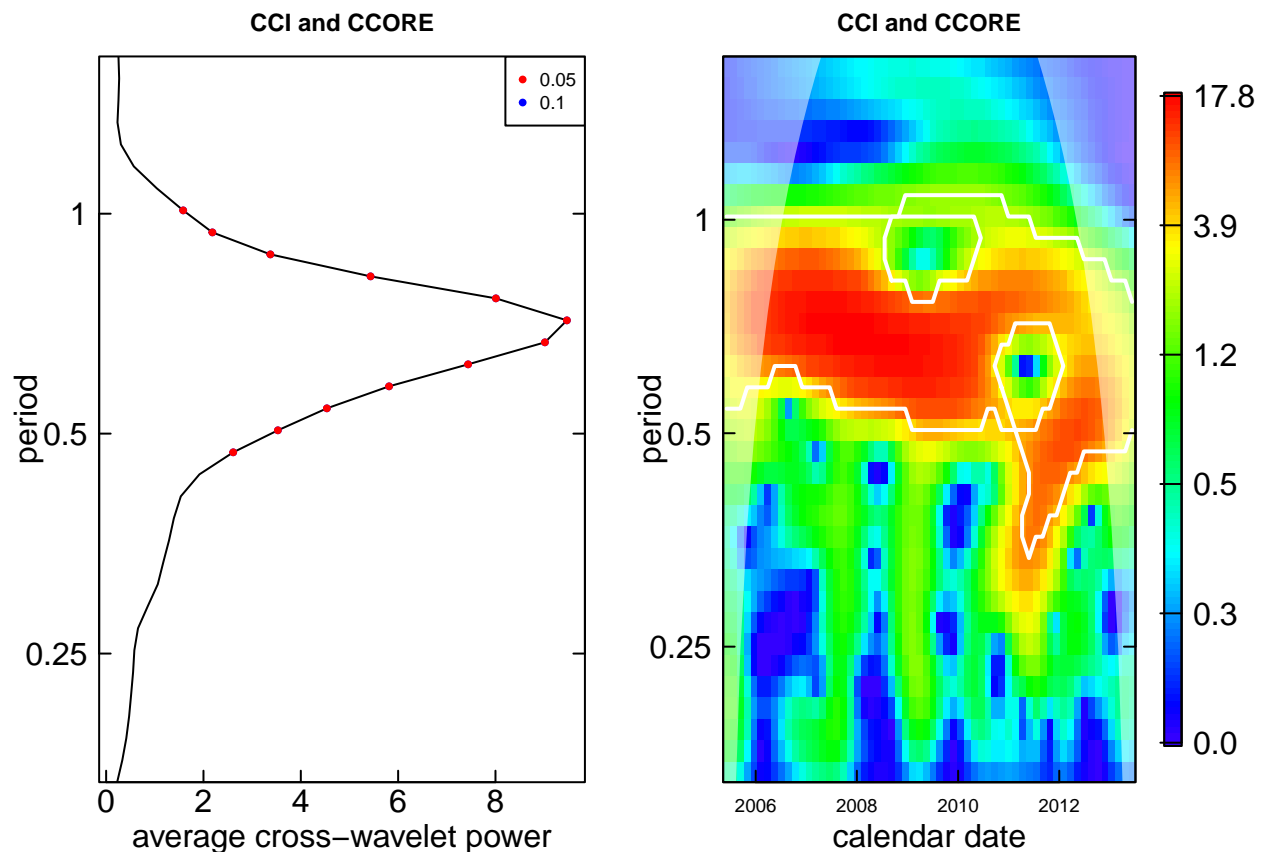 CCI and CCORE
0.05
0.1
1
0.5
0.25
period
0 2 4 6 8
average cross−wavelet power
CCI and CCORE
1
0.5
0.25
period
2006 2008 2010 2012
calendar date
17.8
3.9
1.2
0.5
0.3
0.0